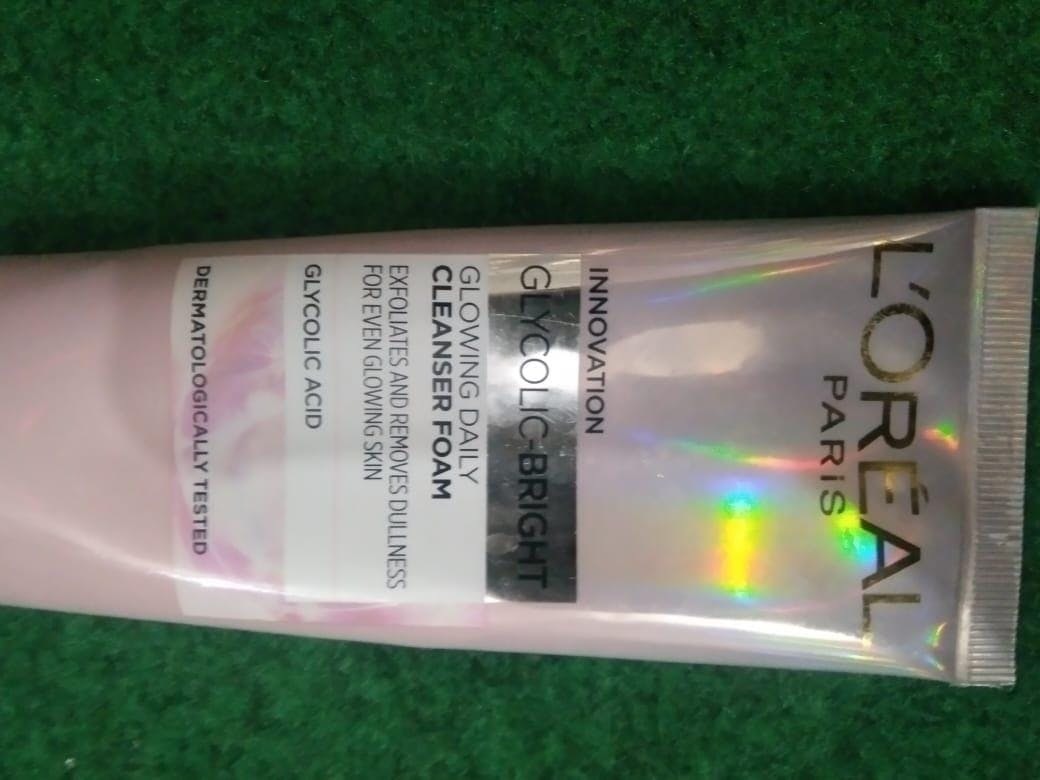 L'ORÉAL
PARiS
INNOVATION
GLYCOLIC-BRIGHT
GLOWING DAILY
CLEANSER FOAM
EXFOLIATES AND REMOVES DULLNESS
FOR EVEN GLOWING SKIN
GLYCOLIC ACID
DERMATOLOGICALLY TESTED